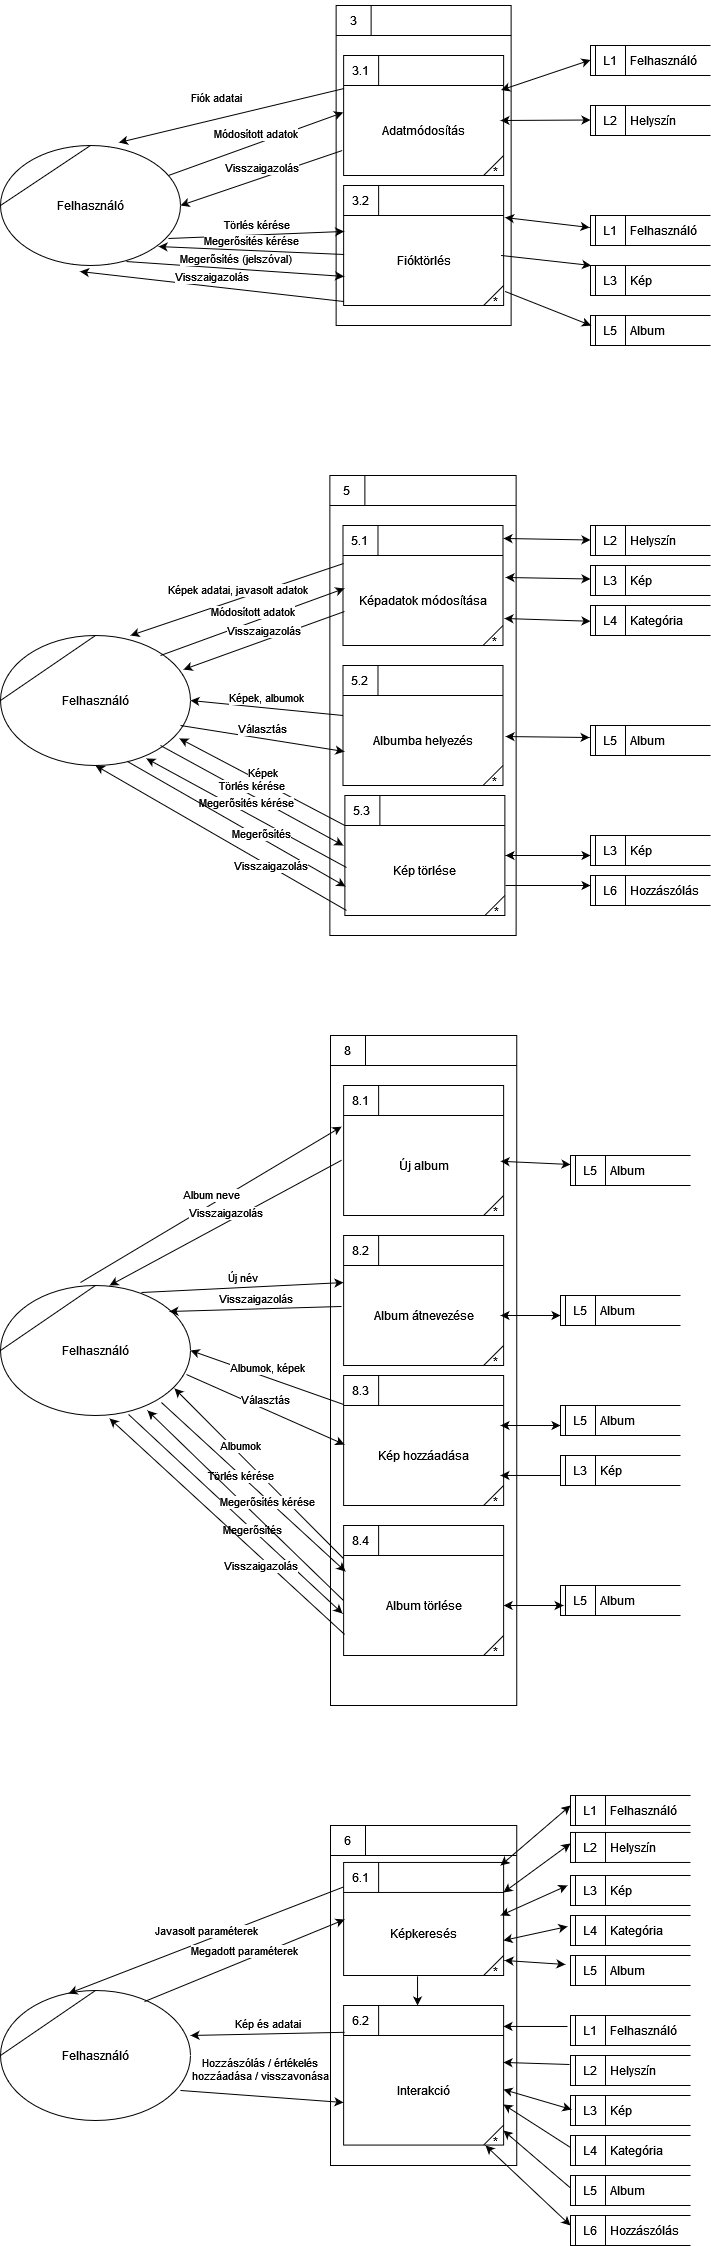 3
3.1
L1 Felhasználó
Fiók adatai
Módosított adatok
Adatmódosítás
L2 Helyszín
Visszaigazolás
*
3.2
Felhasználó
Törlés kérése
L1 Felhasználó
Megerősítés kérése
Megerősítés (jelszóval)
Fióktörlés
Visszaigazolás
L3 Kép
*
L5 Album
5
5.1
L2 Helyszín
Képek adatai, javasolt adatok
L3 Kép
Módosított adatok
Képadatok módosítása
L4 Kategória
Visszaigazolás
*
5.2
Felhasználó
Képek, albumok
Választás
Albumba helyezés
L5 Album
Képek
*
Törlés kérése
Megerősítés kérése
5.3
Megerősítés
L3 Kép
Visszaigazolás
Kép törlése
L6 Hozzászólás
*
8
8.1
Új album
L5 Album
Album neve
Visszaigazolás
*
8.2
Új név
Visszaigazolás
Album átnevezése
L5 Album
Felhasználó
*
Albumok, képek
8.3
Választás
L5 Album
Albumok
Kép hozzáadása
L3 Kép
Törlés kérése
Megerősítés kérése
*
Megerősítés
8.4
Visszaigazolás
Album törlése
L5 Album
*
L1 Felhasználó
6
L2 Helyszín
6.1
L3 Kép
Javasolt paraméterek
Képkeresés
L4 Kategória
Megadott paraméterek
L5 Album
*
6.2
Kép és adatai
L1 Felhasználó
Felhasználó
Hozzászólás / értékelés
hozzáadása / visszavonása
L2 Helyszín
Interakció
L3 Kép
*
L4 Kategória
L5 Album
L6 Hozzászólás